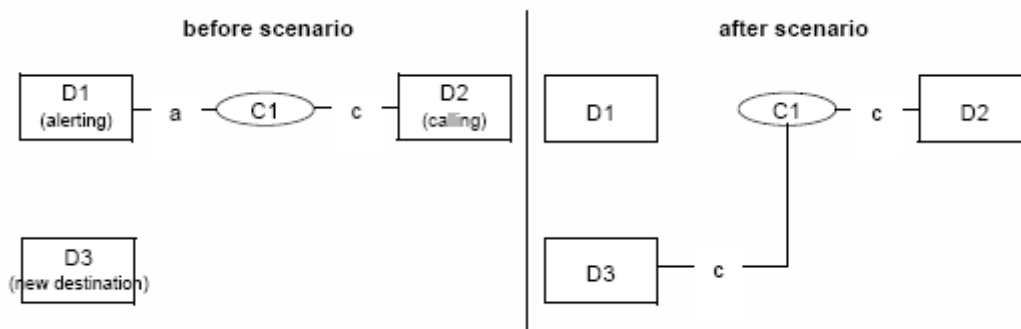 before scenario
after scenario
D1
(alerting)
a
C1
c
D2
(calling)
D3
(new destination)
D1
C1
c
D2
D3
c